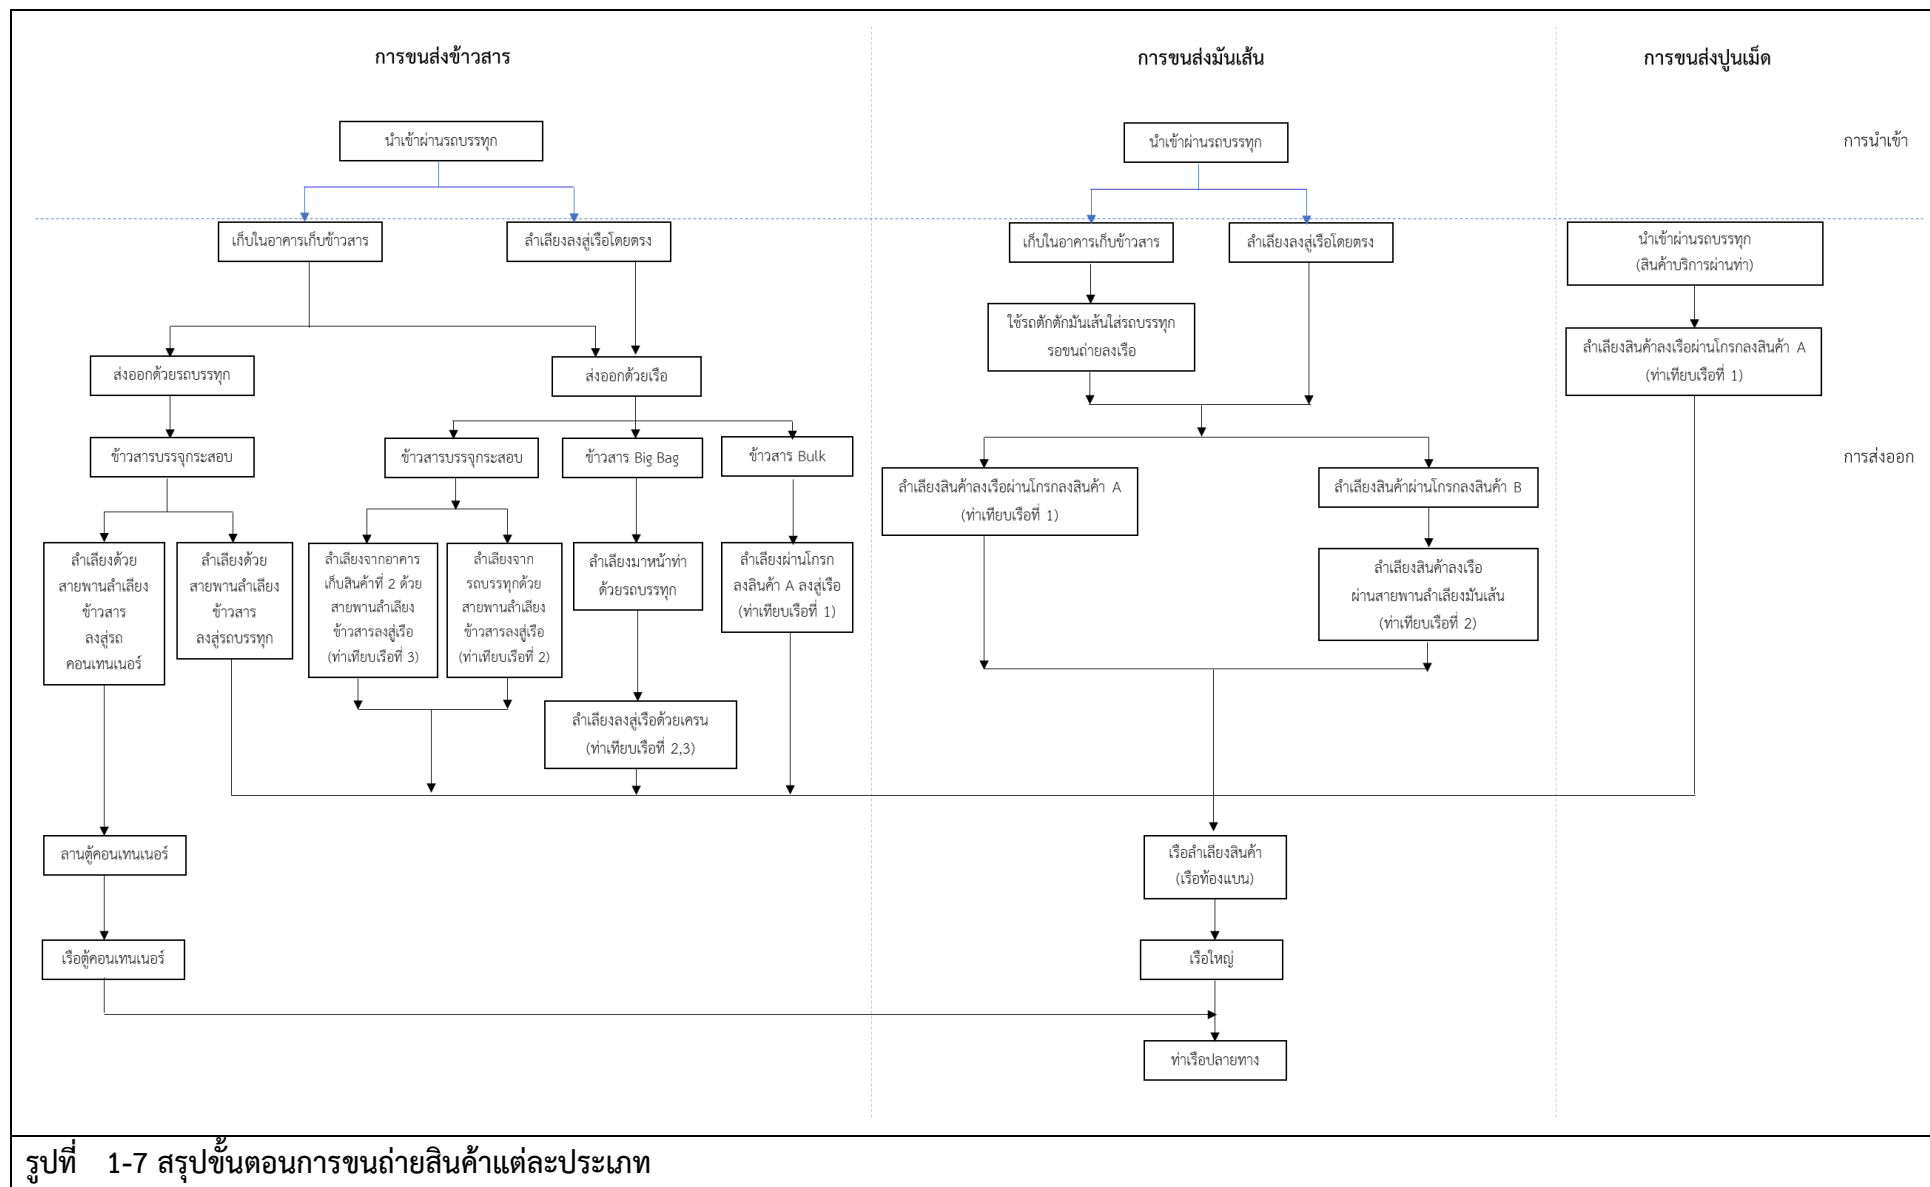 การขนส่งข้าวสาร
การขนส่งมันเส้น
การขนส่งปูนเม็ด
นำเข้าผ่านรถบรรทุก
นำเข้าผ่านรถบรรทุก
การนำเข้า
เก็บในอาคารเก็บข้าวสาร
ลำเลียงลงสู่เรือโดยตรง
เก็บในอาคารเก็บข้าวสาร
ลำเลียงลงสู่เรือโดยตรง
นำเข้าผ่านรถบรรทุก
(สินค้าบริการผ่านท่า)
ใช้รถตักตักมันเส้นใส่รถบรรทุก
รอขนถ่ายลงเรือ
ลำเลียงสินค้าลงเรือผ่านโกรกลงสินค้า A
(ท่าเทียบเรือที่ 1)
ส่งออกด้วยรถบรรทุก
ส่งออกด้วยเรือ
ข้าวสารบรรจุกระสอบ
ข้าวสารบรรจุกระสอบ
ข้าวสาร Big Bag
ข้าวสาร Bulk
การส่งออก
ลำเลียงสินค้าลงเรือผ่านโกรกลงสินค้า A
(ท่าเทียบเรือที่ 1)
ลำเลียงสินค้าผ่านโกรกลงสินค้า B
ลำเลียงด้วย
สายพานลำเลียง
ข้าวสาร
ลงสู่รถ
คอนเทนเนอร์
ลำเลียงด้วย
สายพานลำเลียง
ข้าวสาร
ลงสู่รถบรรทุก
ลำเลียงจากอาคาร
เก็บสินค้าที่ 2 ด้วย
สายพานลำเลียง
ข้าวสารลงสู่เรือ
(ท่าเทียบเรือที่ 3)
ลำเลียงจาก
รถบรรทุกด้วย
สายพานลำเลียง
ข้าวสารลงสู่เรือ
(ท่าเทียบเรือที่ 2)
ลำเลียงมาหน้าท่า
ด้วยรถบรรทุก
ลำเลียงผ่านโกรก
ลงสินค้า A ลงสู่เรือ
(ท่าเทียบเรือที่ 1)
ลำเลียงสินค้าลงเรือ
ผ่านสายพานลำเลียงมันเส้น
(ท่าเทียบเรือที่ 2)
ลำเลียงลงสู่เรือด้วยเครน
(ท่าเทียบเรือที่ 2,3)
ลานตู้คอนเทนเนอร์
เรือลำเลียงสินค้า
(เรือท้องแบน)
เรือตู้คอนเทนเนอร์
เรือใหญ่
ท่าเรือปลายทาง
รูปที่ 1-7 สรุปขั้นตอนการขนถ่ายสินค้าแต่ละประเภท